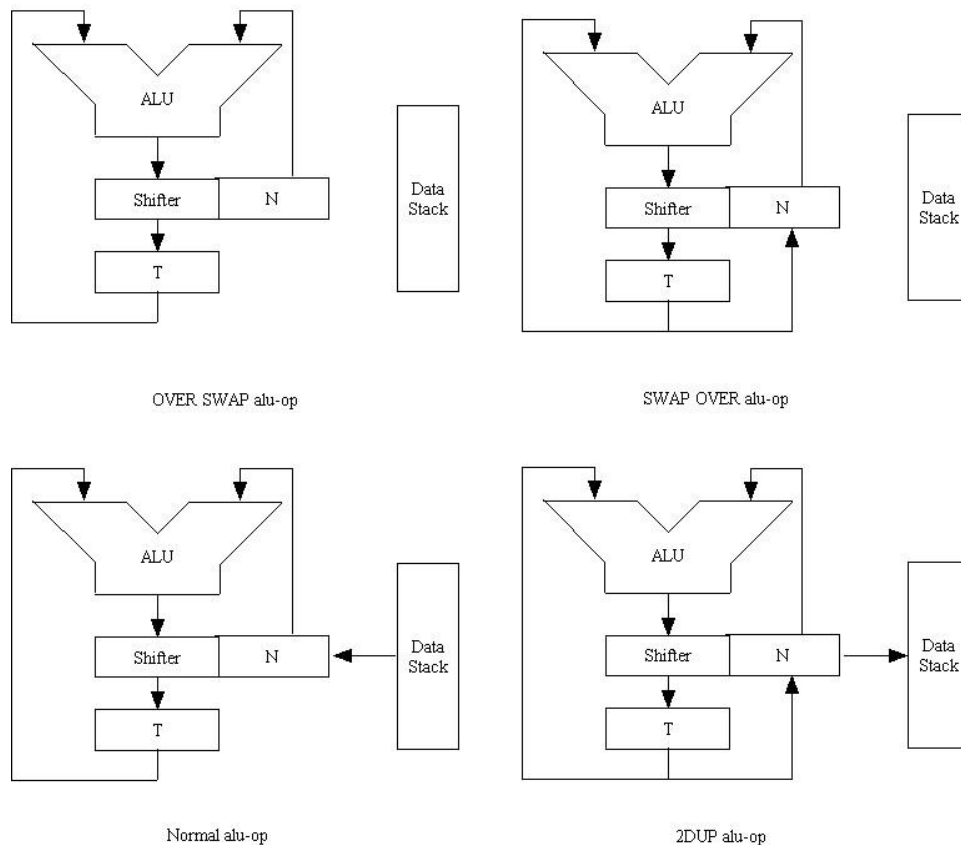 ALU
ALU
Shifter
N
Data
Stack
Shifter
N
Data
Stack
T
T
OVER SWAP alu-op
SWAP OVER alu-op
ALU
ALU
Shifter
N
Data
Stack
Shifter
N
Data
Stack
T
T
Normal alu-op
2DUP alu-op